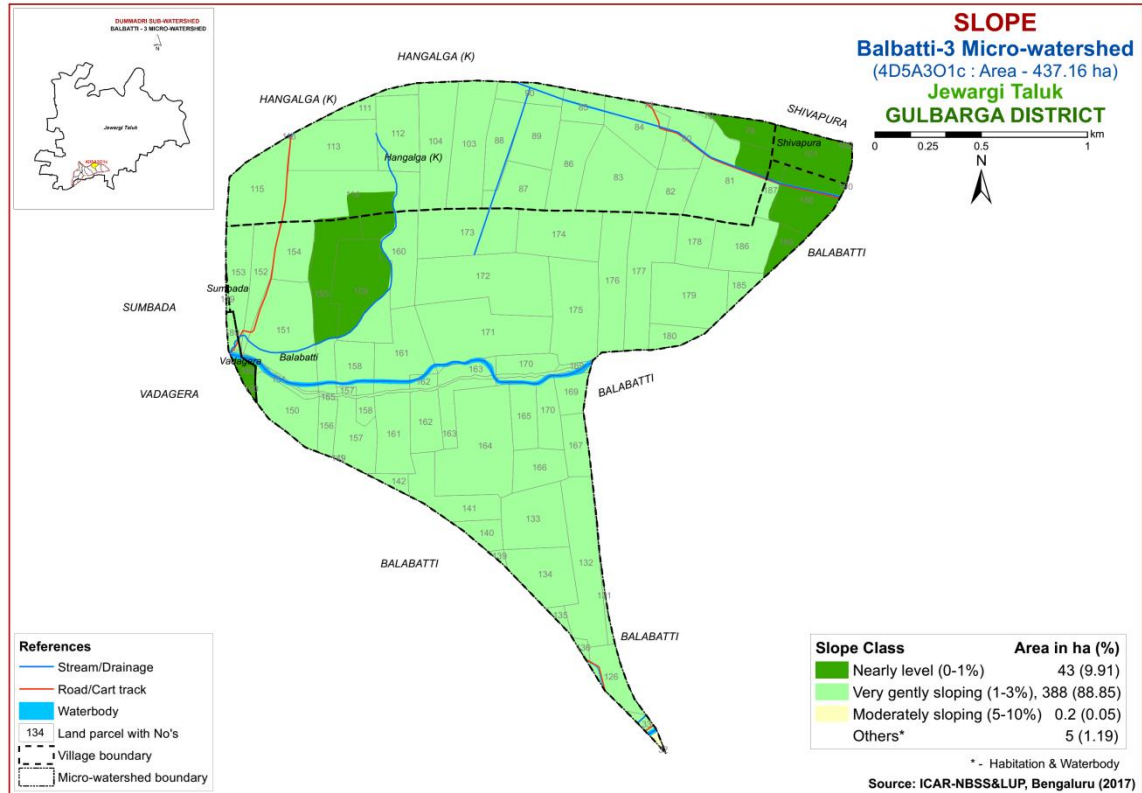 DUMMADRI SUB-WATERSHED
BALBATTI - 3 MICRO-WATERSHED
N
Jewargi Taluk
SLOPE
Balbatti-3 Micro-watershed
(4D5A3O1c : Area - 437.16 ha)
Jewargi Taluk
GULBARGA DISTRICT
0 0.25 0.5 1 km
N
HANGALGA (K)
HANGALGA (K)
SHIVAPURA
Shivapura
Hangalga (K)
BALABATTI
SUMBADA
Sumbada
VADAGERA
Vadagera
Balabatti
BALABATTI
BALABATTI
BALABATTI
111
112
113
104
103
88
89
90
85
84
86
87
83
82
81
115
187
173
174
178
186
154
160
153
152
172
176
177
179
185
175
180
151
171
161
158
170
163
162
169
157
165
150
156
158
157
161
162
163
164
165
170
167
166
149
142
141
140
139
133
134
132
131
135
126
References
Stream/Drainage
Road/Cart track
Waterbody
134 Land parcel with No's
Village boundary
Micro-watershed boundary
Slope Class Area in ha (%)
Nearly level (0-1%) 43 (9.91)
Very gently sloping (1-3%), 388 (88.85)
Moderately sloping (5-10%) 0.2 (0.05)
Others* 5 (1.19)
* - Habitation & Waterbody
Source: ICAR-NBSS&LUP, Bengaluru (2017)